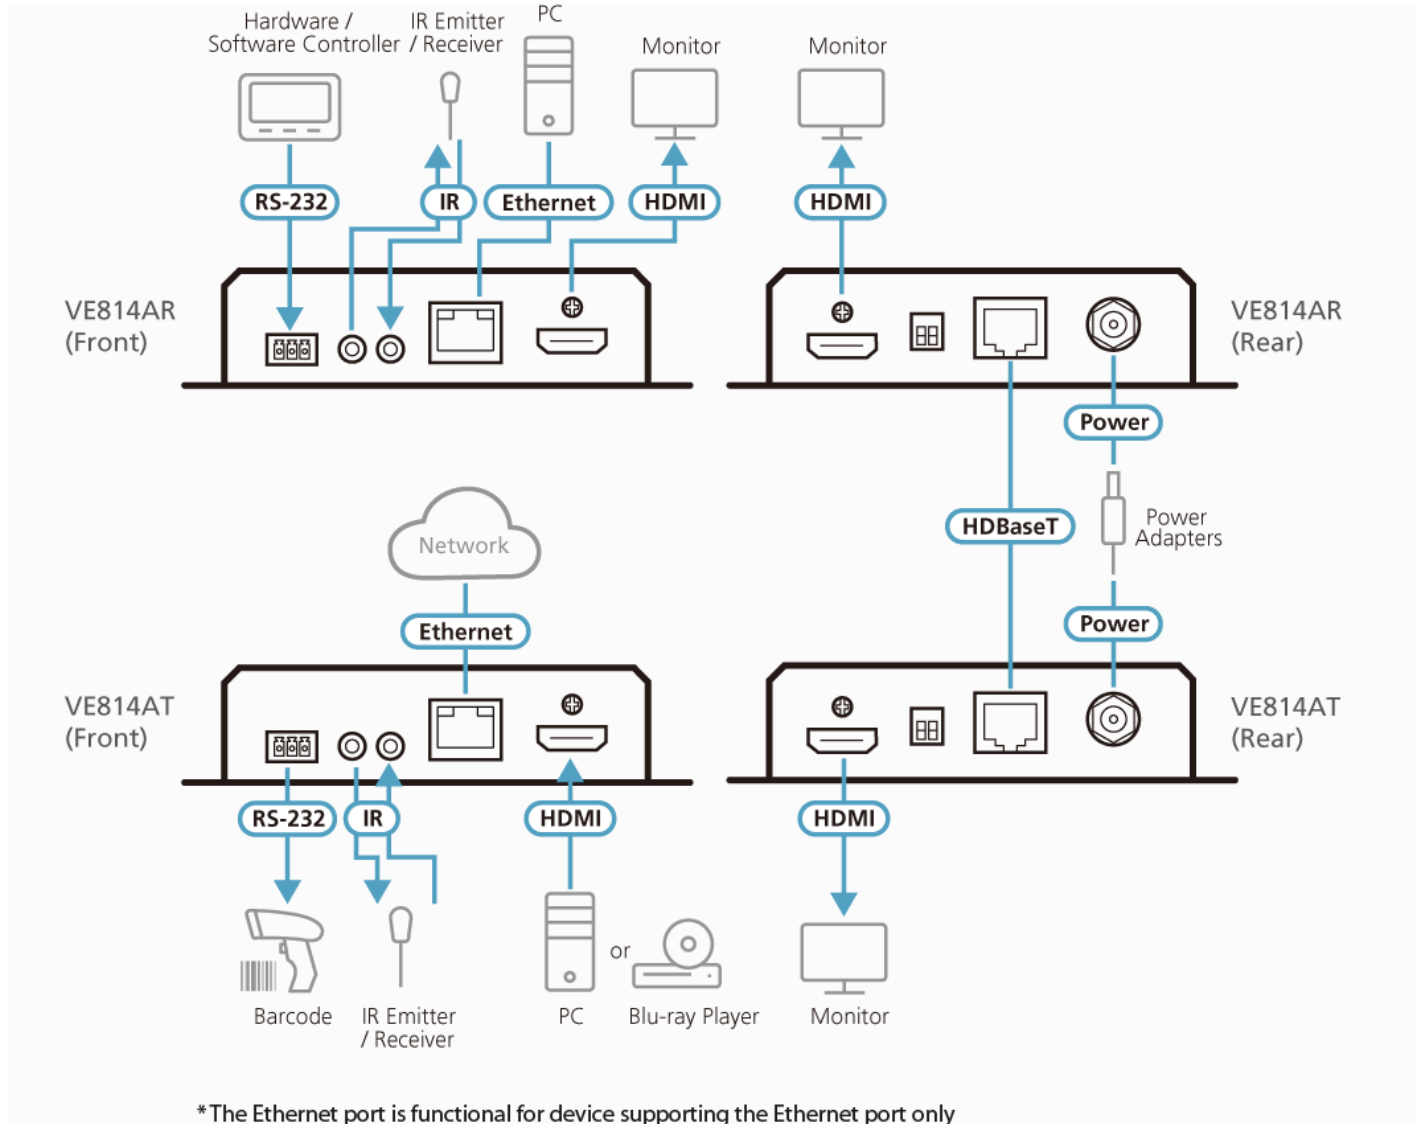 Hardware /
Software Controller
IR Emitter
/ Receiver
PC
Monitor
Monitor
RS-232
IR
Ethernet
HDMI
HDMI
VE814AR
(Front)
VE814AR
(Rear)
Power
Network
HDBaseT
Power
Adapters
Ethernet
Power
VE814AT
(Front)
VE814AT
(Rear)
RS-232
IR
HDMI
HDMI
or
Barcode
IR Emitter
/ Receiver
PC
Blu-ray Player
Monitor
*The Ethernet port is functional for device supporting the Ethernet port only